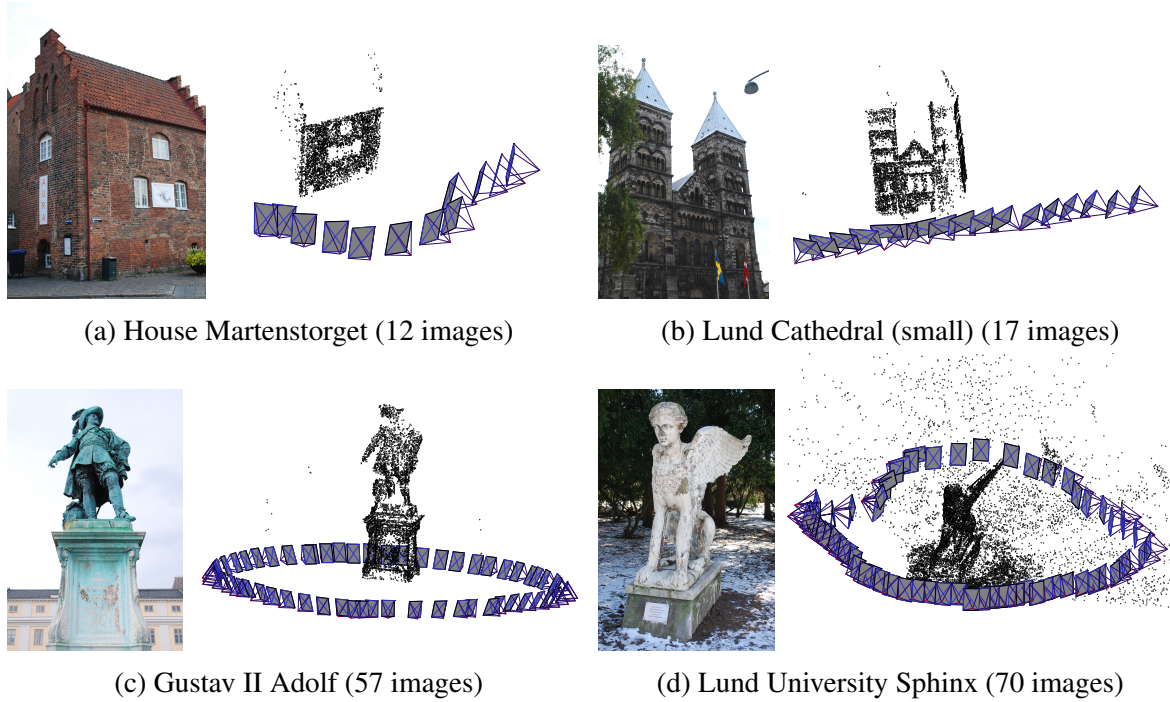 AURA
(a) House Martenstorget (12 images)
(b) Lund Cathedral (small) (17 images)
(c) Gustav II Adolf (57 images)
(d) Lund University Sphinx (70 images)